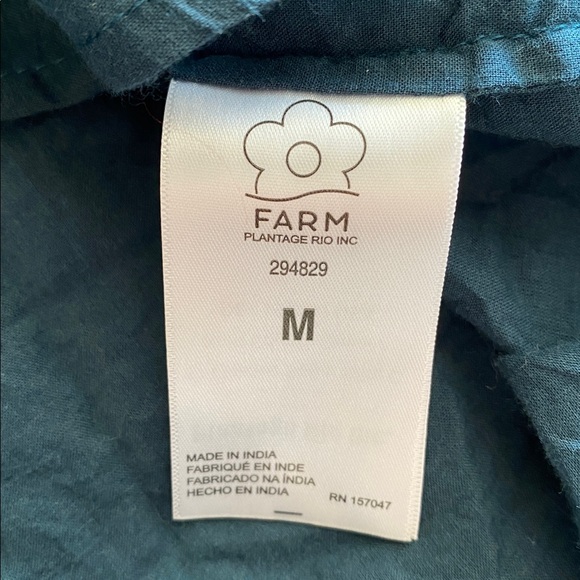 FARM
PLANTAGE RIO INC
294829
M
MADE IN INDIA
FABRIQUÉ EN INDE
FABRICADO NA ÍNDIA
HECHO EN INDIA
RN 157047